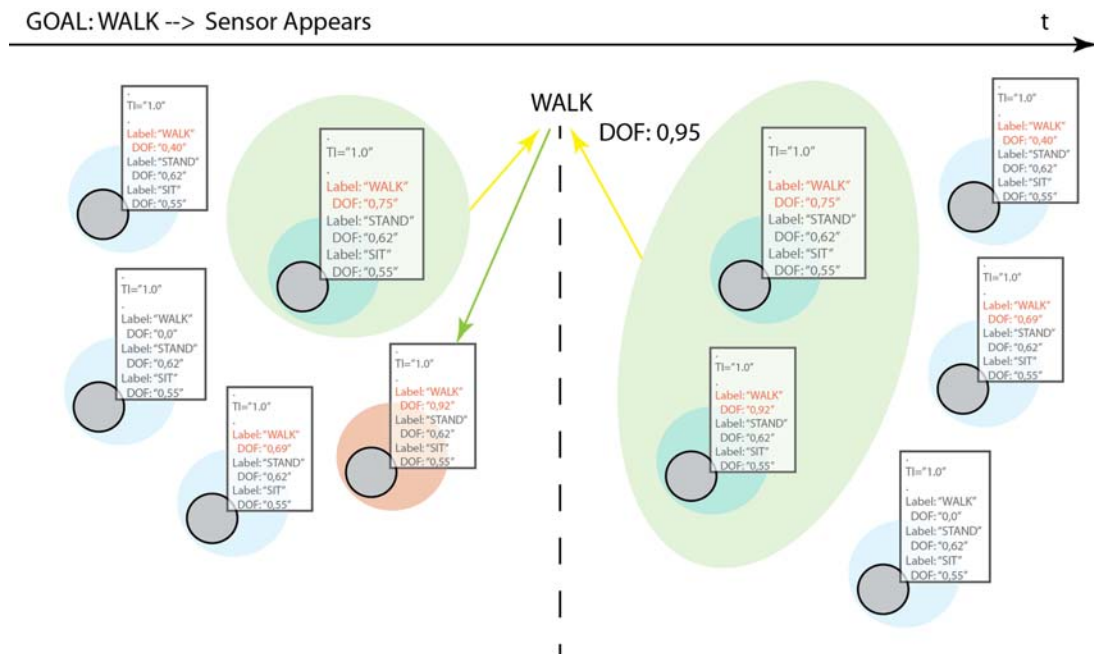 GOAL: WALK --> Sensor Appears
t
.
TI="1.0"
.
Label: "WALK"
DOF: "0,40"
Label: "STAND"
DOF: "0,62"
Label: "SIT"
DOF: "0,55"
.
TI="1.0"
.
Label: "WALK"
DOF: "0,75"
Label: "STAND"
DOF: "0,62"
Label: "SIT"
DOF: "0,55"
WALK
DOF: 0,95
.
TI="1.0"
.
Label: "WALK"
DOF: "0,75"
Label: "STAND"
DOF: "0,62"
Label: "SIT"
DOF: "0,55"
.
TI="1.0"
.
Label: "WALK"
DOF: "0,40"
Label: "STAND"
DOF: "0,62"
Label: "SIT"
DOF: "0,55"
.
TI="1.0"
.
Label: "WALK"
DOF: "0,0"
Label: "STAND"
DOF: "0,62"
Label: "SIT"
DOF: "0,55"
.
TI="1.0"
.
Label: "WALK"
DOF: "0,69"
Label: "STAND"
DOF: "0,62"
Label: "SIT"
DOF: "0,55"
.
TI="1.0"
.
Label: "WALK"
DOF: "0,92"
Label: "STAND"
DOF: "0,62"
Label: "SIT"
DOF: "0,55"
.
TI="1.0"
.
Label: "WALK"
DOF: "0,92"
Label: "STAND"
DOF: "0,62"
Label: "SIT"
DOF: "0,55"
.
TI="1.0"
.
Label: "WALK"
DOF: "0,69"
Label: "STAND"
DOF: "0,62"
Label: "SIT"
DOF: "0,55"
.
TI="1.0"
.
Label: "WALK"
DOF: "0,0"
Label: "STAND"
DOF: "0,62"
Label: "SIT"
DOF: "0,55"